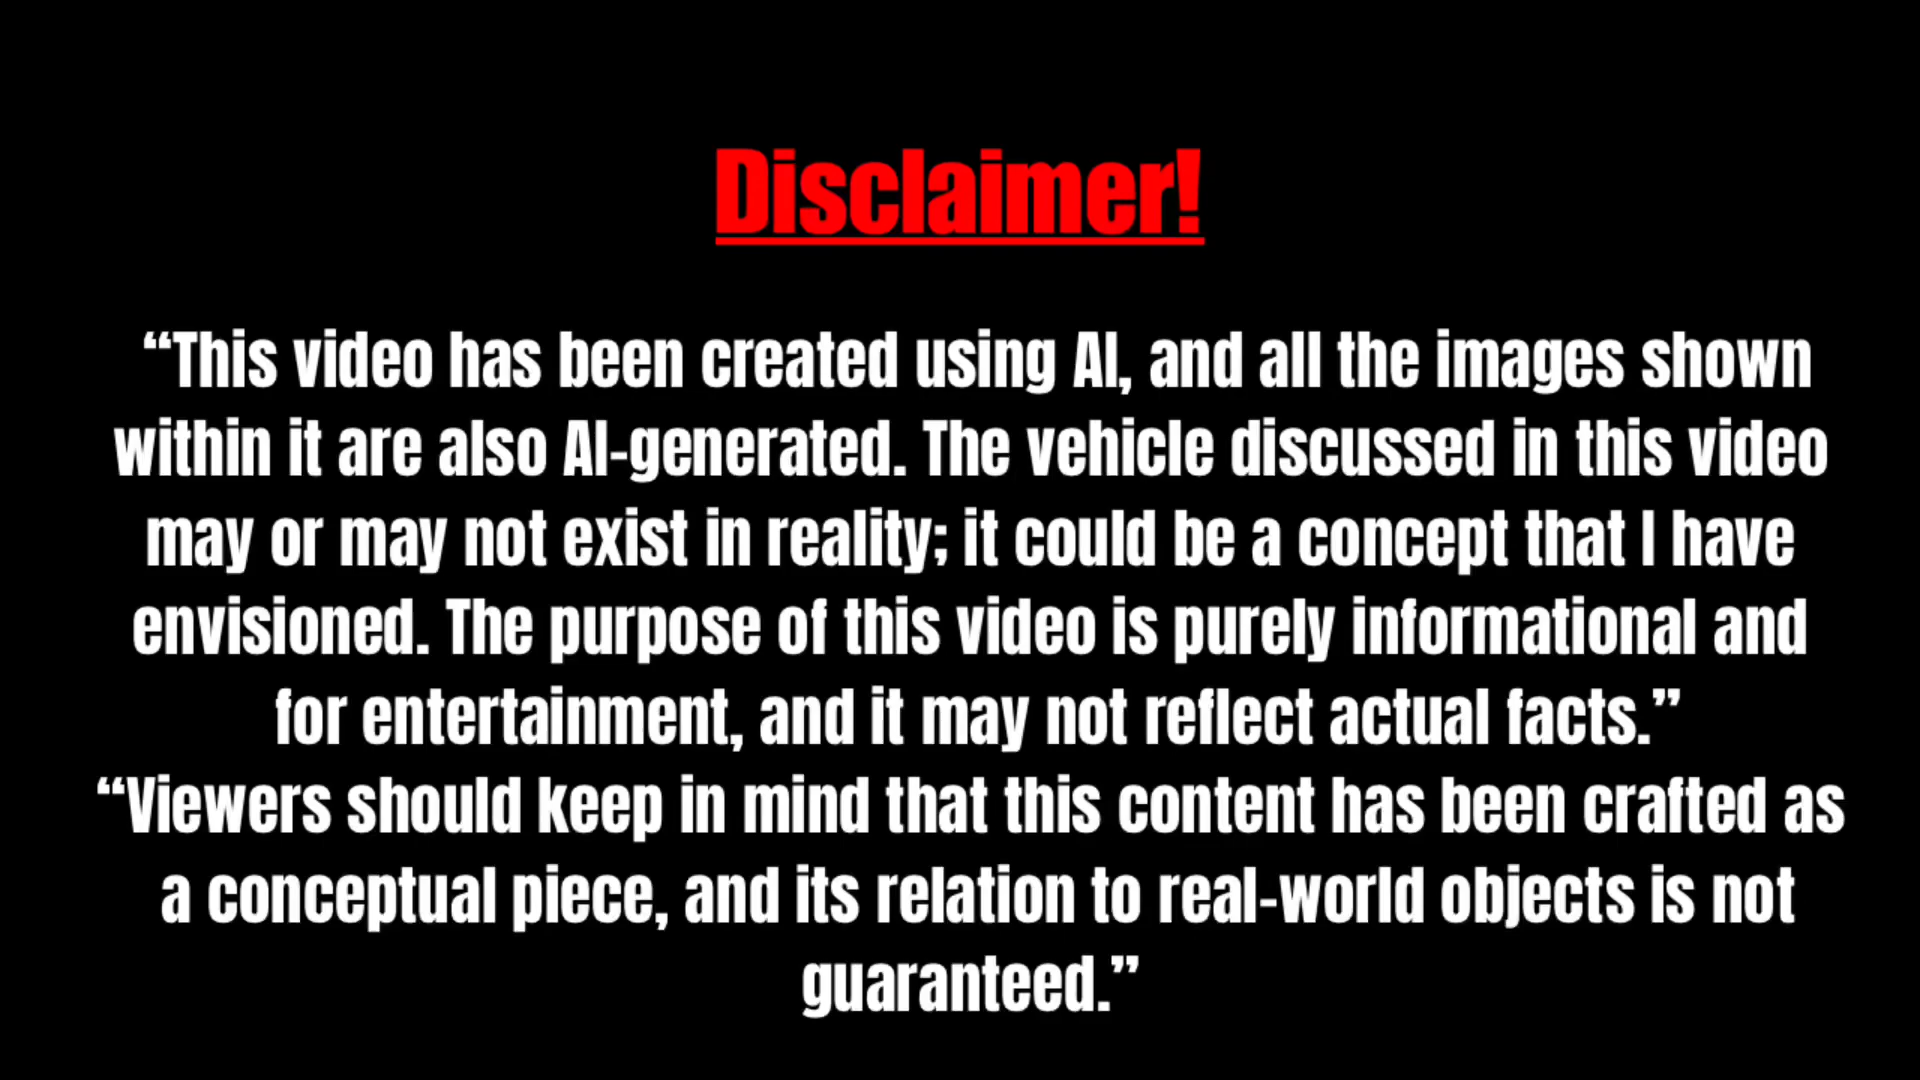 Disclaimer!
“This video has been created using AI, and all the images shown
within it are also AI-generated. The vehicle discussed in this video
may or may not exist in reality; it could be a concept that I have
envisioned. The purpose of this video is purely informational and
for entertainment, and it may not reflect actual facts.”
“Viewers should keep in mind that this content has been crafted as
a conceptual piece, and its relation to real-world objects is not
guaranteed.”